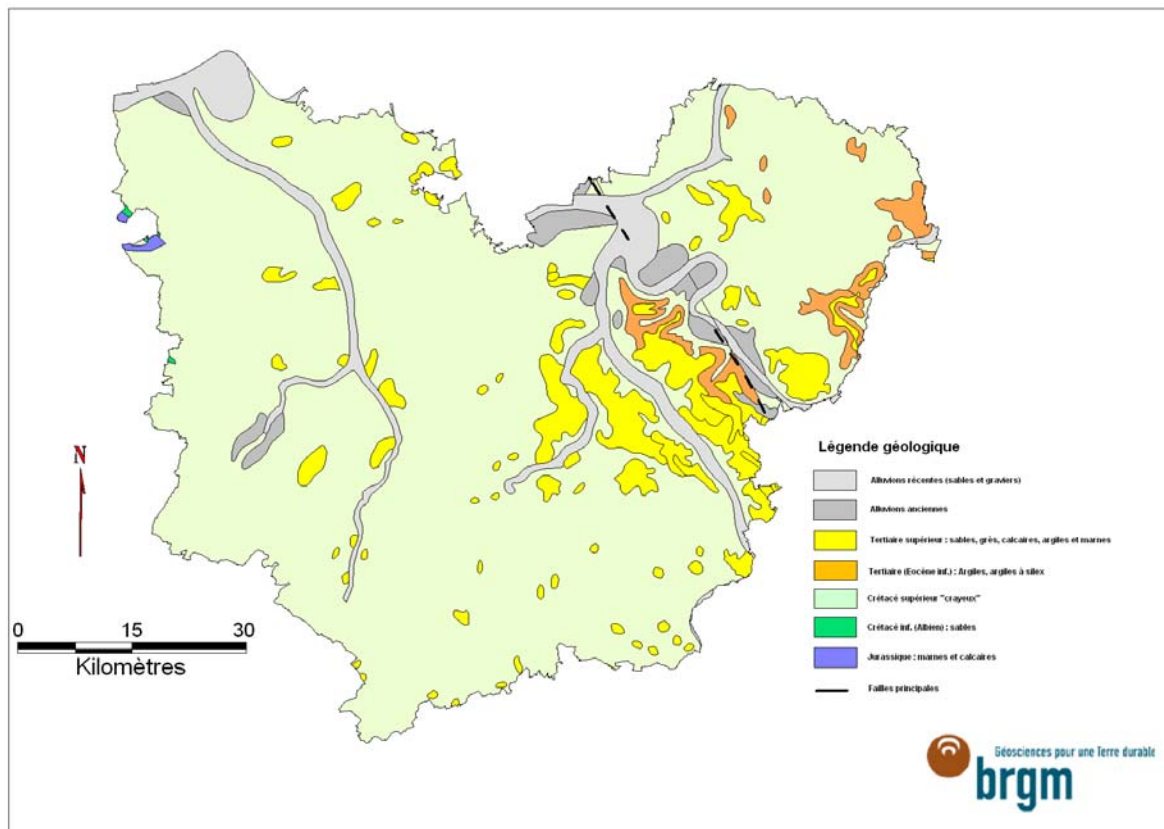 Légende géologique
Alluvions récentes (sables et graviers)
Alluvions anciennes
Tertiaire supérieur : sables, grès, calcaires, argiles et marnes
Tertiaire (Eocène inf.) : Argiles, argiles à silex
Crétacé supérieur "crayeux"
Crétacé inf. (Albien) : sables
Jurassique : marnes et calcaires
Failles principales
N
0 15 30
Kilomètres
Géosciences pour une Terre durable
brgm